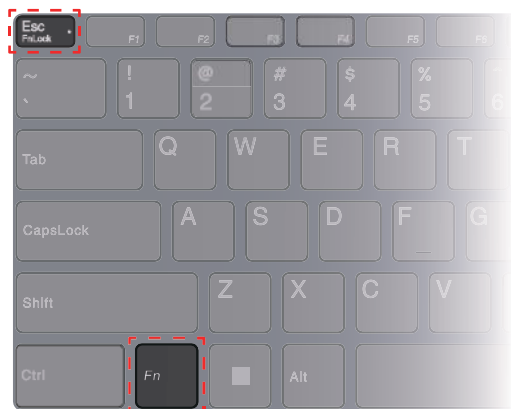 Esc
FnLock
F1 F2 F3 F4 F5 F6
~ ! @ # $ %
` 1 2 3 4 5 6
Tab Q W E R T
CapsLock A S D F G
Shift Z X C V
Ctrl Fn Alt